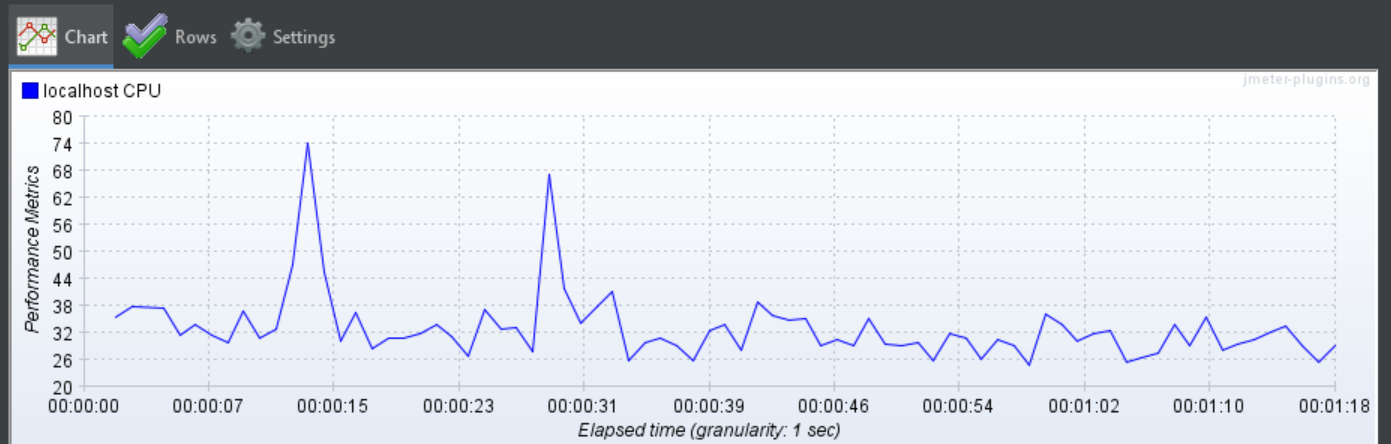 Chart Rows Settings
jmeter-plugins.org
localhost CPU
80
74
68
62
56
50
44
38
32
26
20
Performance Metrics
00:00:00 00:00:07 00:00:15 00:00:23 00:00:31 00:00:39 00:00:46 00:00:54 00:01:02 00:01:10 00:01:18
Elapsed time (granularity: 1 sec)